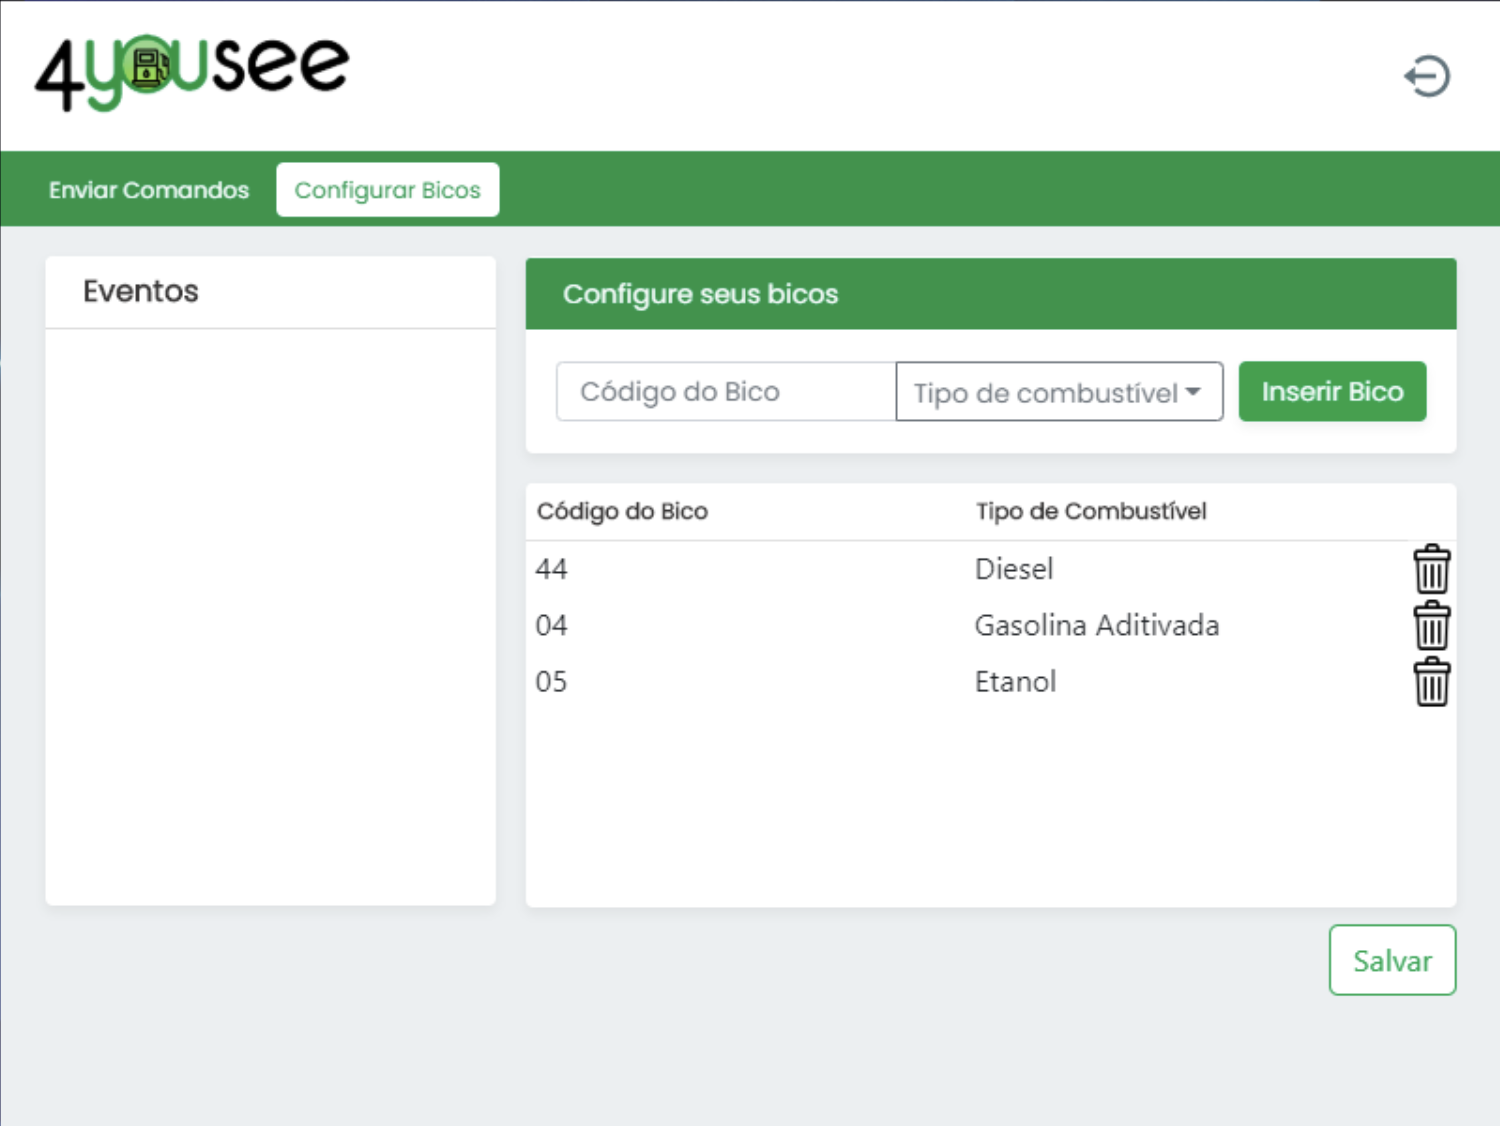 4yousee
Enviar Comandos
Configurar Bicos
Eventos
Configure seus bicos
Código do Bico
Tipo de combustível
Inserir Bico
Código do Bico Tipo de Combustível
44 Diesel
04 Gasolina Aditivada
05 Etanol
Salvar